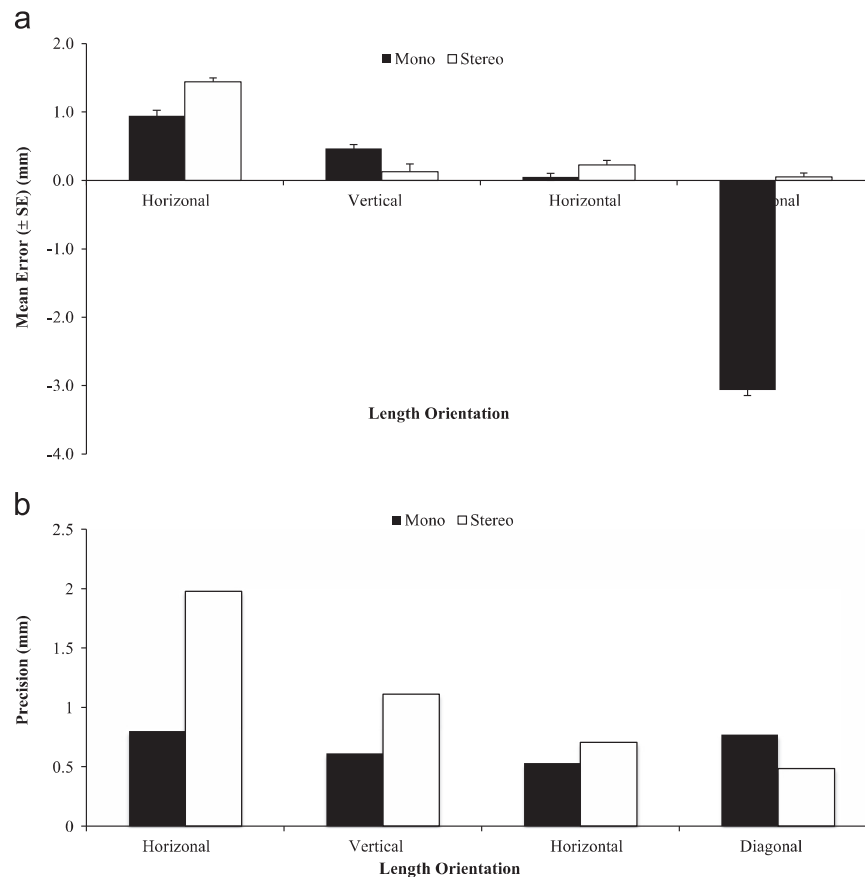 a
2.0
Mono Stereo
1.0
0.0
Horizonal Vertical Horizontal
-1.0
-2.0
-3.0
-4.0
Mean Error (± SE) (mm)
Length Orientation
b
2.5
Mono Stereo
2
1.5
1
0.5
0
Precision (mm)
Horizonal Vertical Horizontal Diagonal
Length Orientation